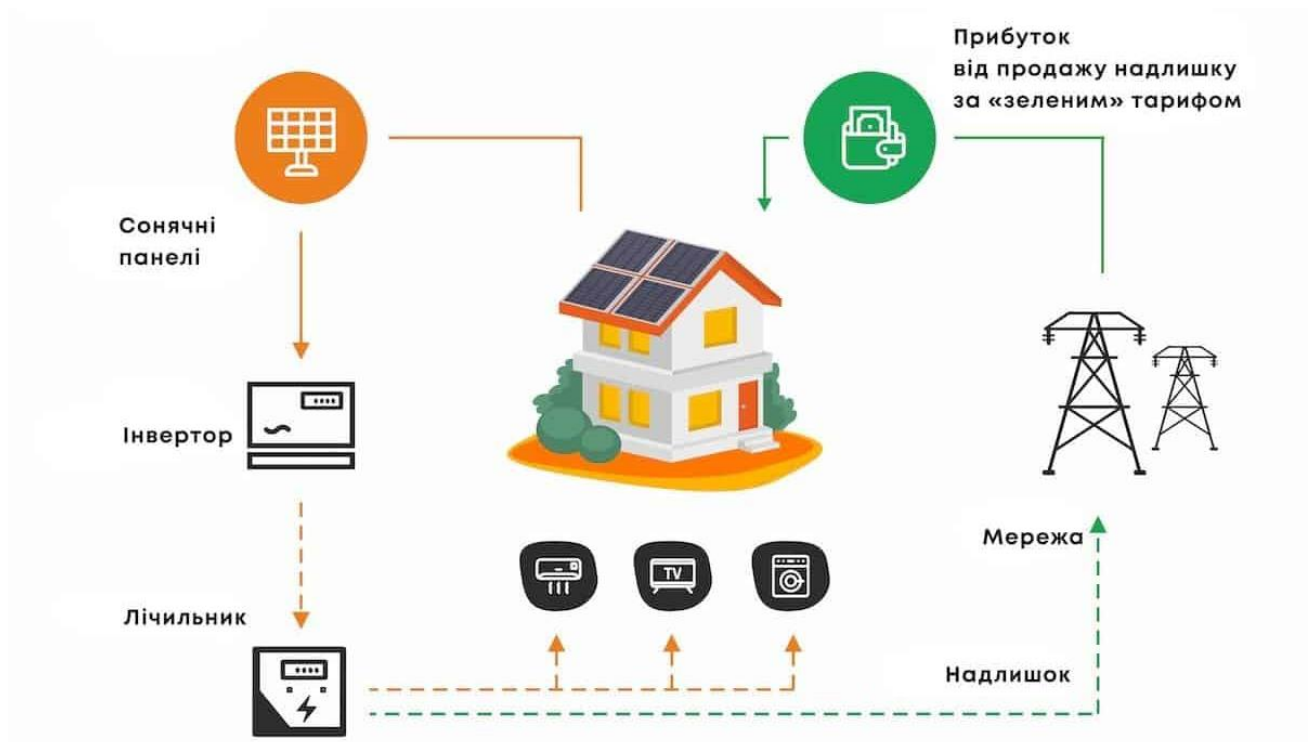 Прибуток
від продажу надлишку
за «зеленим» тарифом
Сонячні
панелі
Інвертор
TV
Мережа
Лічильник
Надлишок